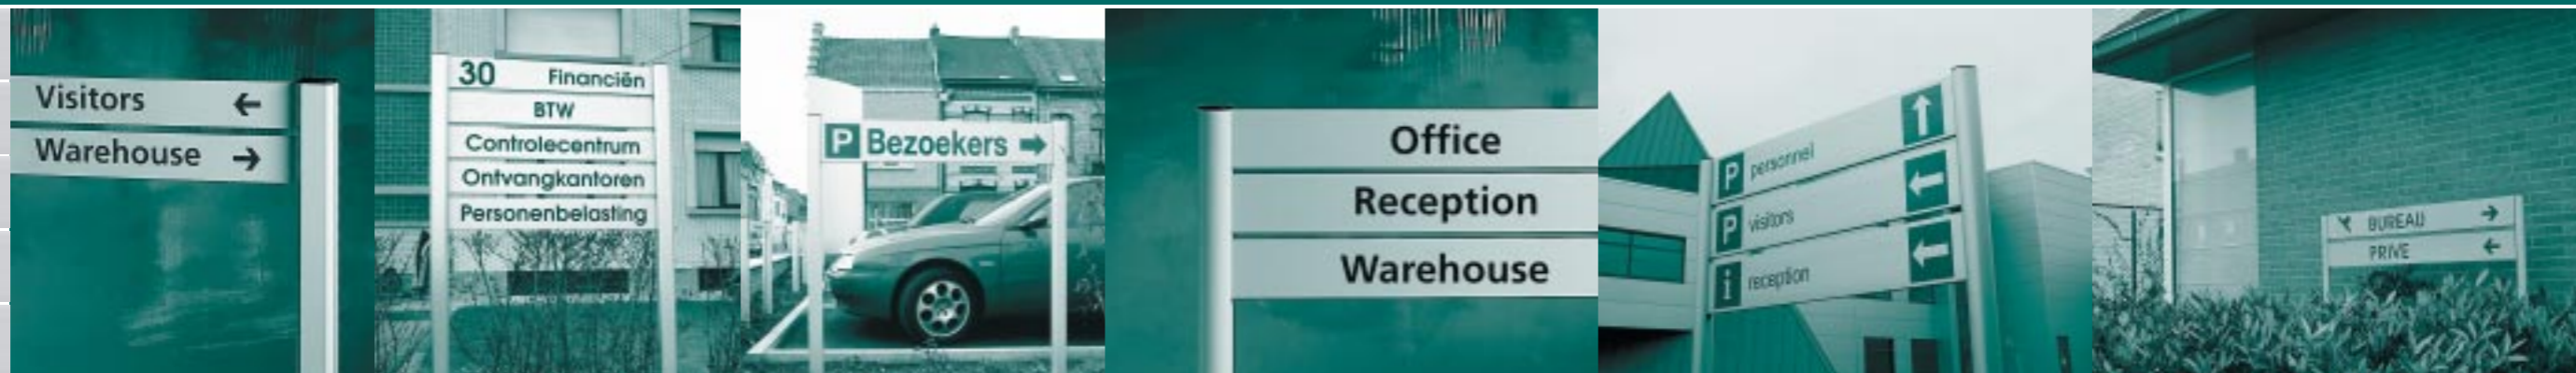 Visitors ←
Warehouse →
30 Financiën
BTW
Controlecentrum
Ontvangkantoren
Personenbelasting
P Bezoekers →
Office
Reception
Warehouse
P personnel ↑
P visitors ←
i reception ←
BUREAU →
PRIVE ←